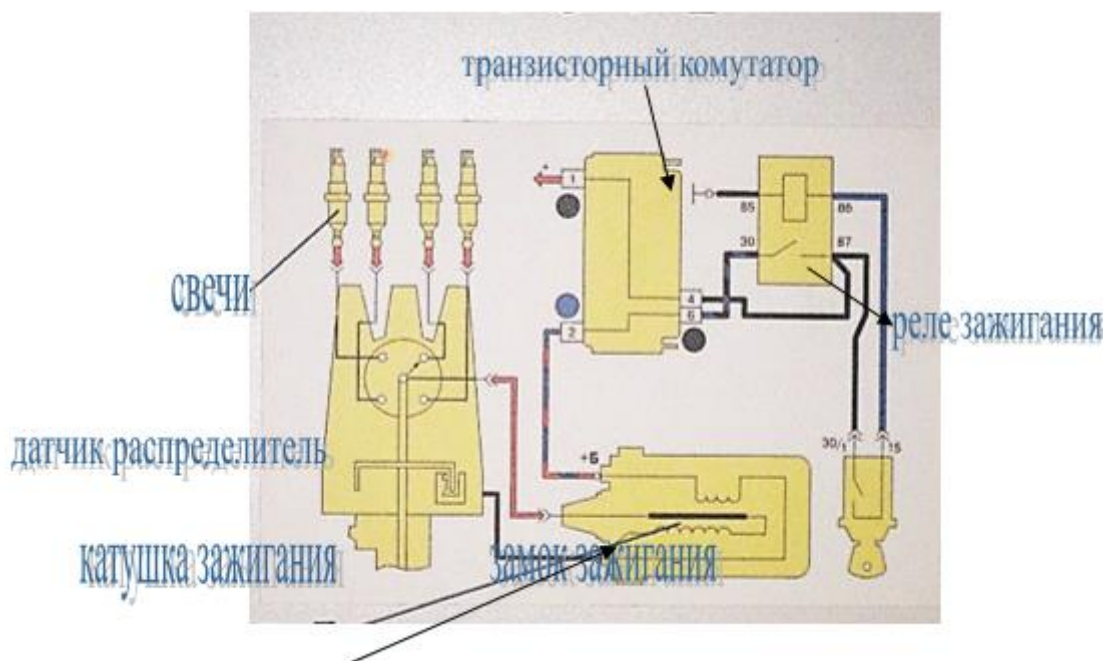 транзисторный комутатор
1
85
86
30
87
свечи
4
6
2
реле зажигания
датчик распределитель
30/1
15
+Б
катушка зажигания
замок зажигания